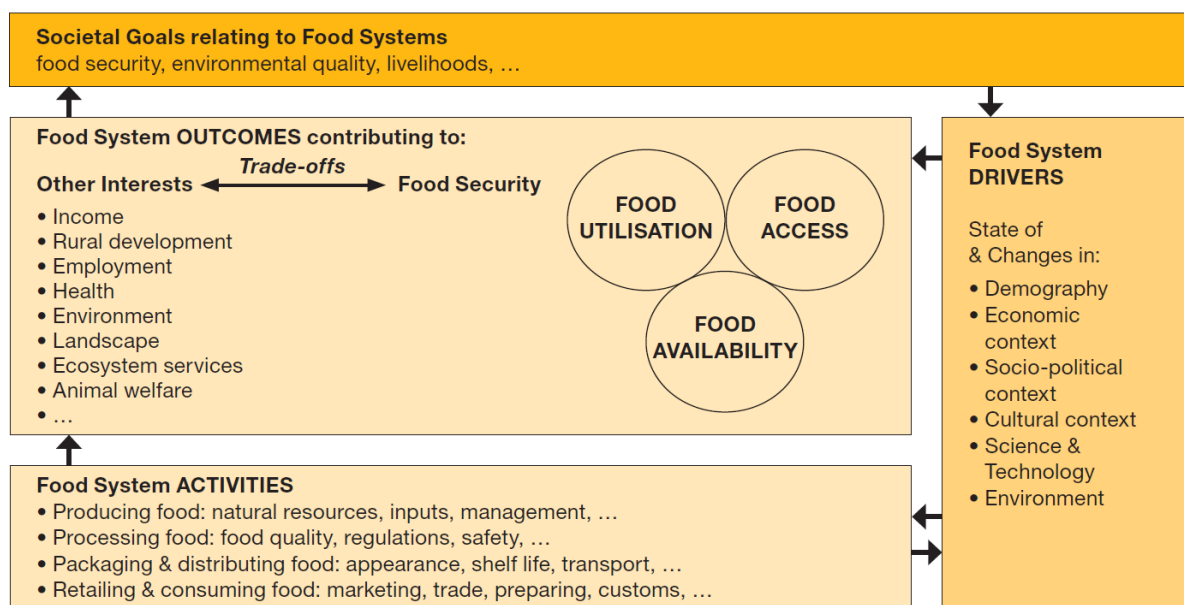 Societal Goals relating to Food Systems
food security, environmental quality, livelihoods, ...
Food System OUTCOMES contributing to:
Trade-offs
Other Interests
Food Security
• Income
• Rural development
• Employment
• Health
• Environment
• Landscape
• Ecosystem services
• Animal welfare
• ...
FOOD
UTILISATION
FOOD
ACCESS
FOOD
AVAILABILITY
Food System
DRIVERS
State of
& Changes in:
• Demography
• Economic
context
• Socio-political
context
• Cultural context
• Science &
Technology
• Environment
Food System ACTIVITIES
• Producing food: natural resources, inputs, management, ...
• Processing food: food quality, regulations, safety, ...
• Packaging & distributing food: appearance, shelf life, transport, ...
• Retailing & consuming food: marketing, trade, preparing, customs, ...